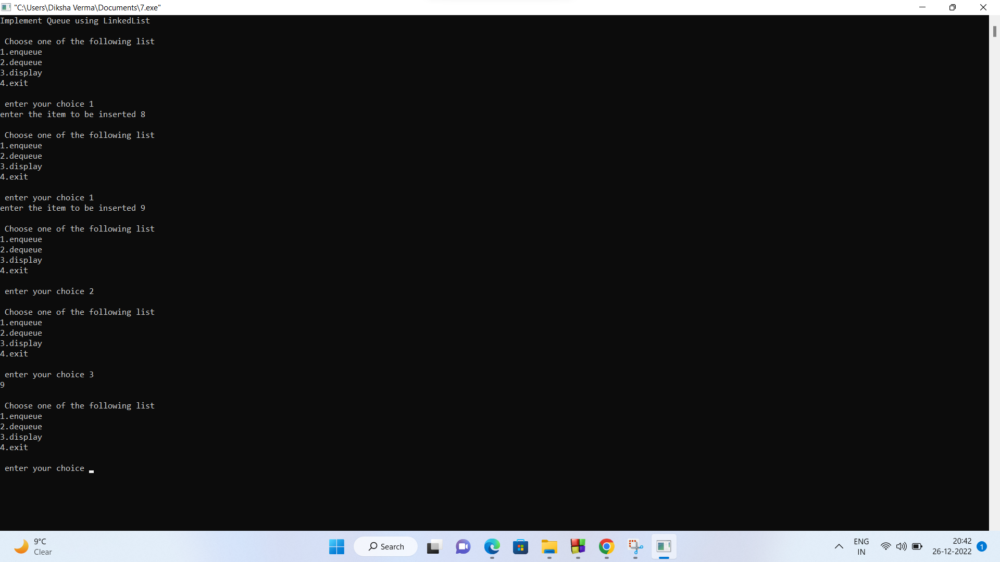 "C:\Users\Diksha Verma\Documents\7.exe"
Implement Queue using LinkedList
Choose one of the following list
1.enqueue
2.dequeue
3.display
4.exit
enter your choice 1
enter the item to be inserted 8
Choose one of the following list
1.enqueue
2.dequeue
3.display
4.exit
enter your choice 1
enter the item to be inserted 9
Choose one of the following list
1.enqueue
2.dequeue
3.display
4.exit
enter your choice 2
Choose one of the following list
1.enqueue
2.dequeue
3.display
4.exit
enter your choice 3
9
Choose one of the following list
1.enqueue
2.dequeue
3.display
4.exit
enter your choice
9°C
Clear
Search
ENG
IN
20:42
26-12-2022
1